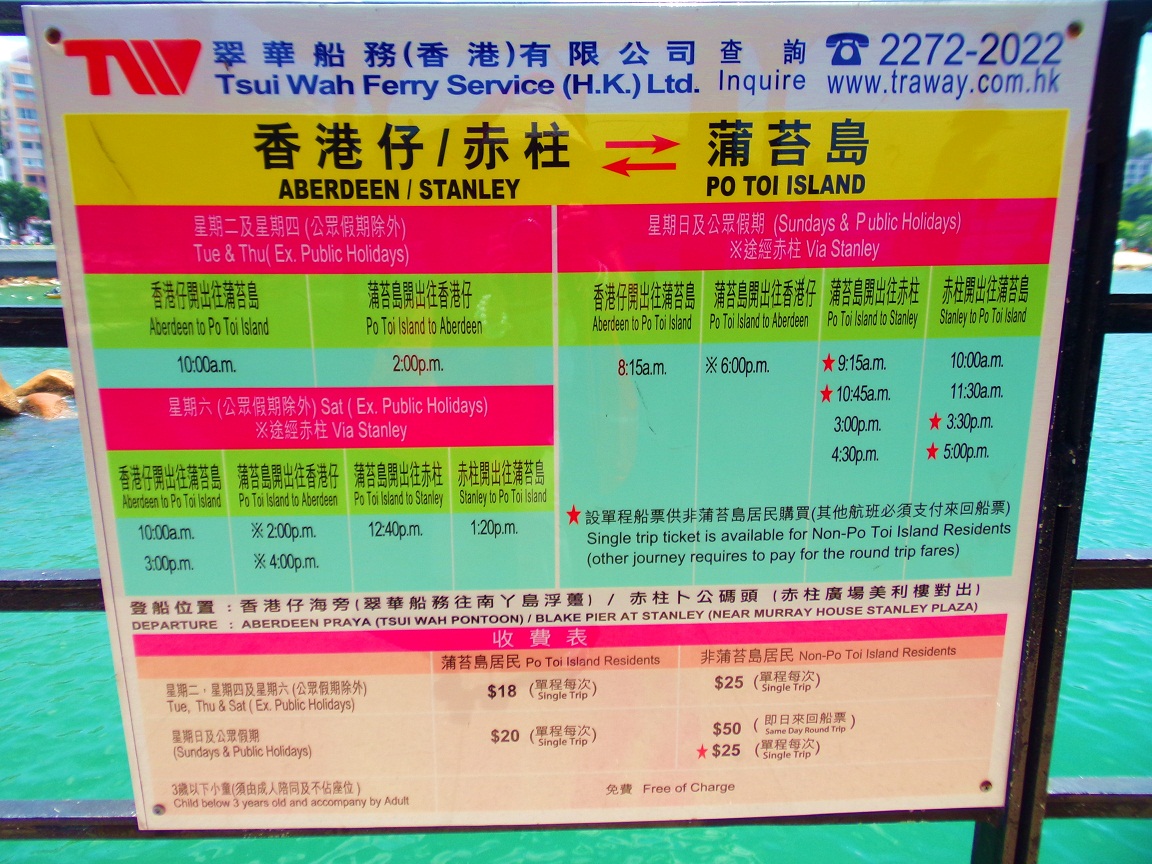 TW 翠華船務(香港)有限公司 查詢 ☎ 2272-2022
Tsui Wah Ferry Service (H.K.) Ltd. Inquire www.traway.com.hk
香港仔/赤柱 ⇄ 蒲苔島
ABERDEEN / STANLEY PO TOI ISLAND
星期二及星期四 (公眾假期除外)
Tue & Thu( Ex. Public Holidays)
香港仔開出往蒲苔島 蒲苔島開出往香港仔
Aberdeen to Po Toi Island Po Toi Island to Aberdeen
10:00a.m. 2:00p.m.
星期六 (公眾假期除外) Sat ( Ex. Public Holidays)
※途經赤柱 Via Stanley
香港仔開出往蒲苔島 蒲苔島開出往香港仔 蒲苔島開出往赤柱 赤柱開出往蒲苔島
Aberdeen to Po Toi Island Po Toi Island to Aberdeen Po Toi Island to Stanley Stanley to Po Toi Island
10:00a.m. ※ 2:00p.m. 12:40p.m. 1:20p.m.
3:00p.m. ※ 4:00p.m.
星期日及公眾假期 (Sundays & Public Holidays)
※途經赤柱 Via Stanley
香港仔開出往蒲苔島 蒲苔島開出往香港仔 蒲苔島開出往赤柱 赤柱開出往蒲苔島
Aberdeen to Po Toi Island Po Toi Island to Aberdeen Po Toi Island to Stanley Stanley to Po Toi Island
8:15a.m. ※ 6:00p.m. ★ 9:15a.m. 10:00a.m.
★ 10:45a.m. 11:30a.m.
3:00p.m. ★ 3:30p.m.
4:30p.m. ★ 5:00p.m.
★ 設單程船票供非蒲苔島居民購買(其他航班必須支付來回船票)
Single trip ticket is available for Non-Po Toi Island Residents
(other journey requires to pay for the round trip fares)
登船位置 : 香港仔海旁(翠華船務往南丫島浮躉) / 赤柱卜公碼頭 (赤柱廣場美利樓對出)
DEPARTURE : ABERDEEN PRAYA (TSUI WAH PONTOON) / BLAKE PIER AT STANLEY (NEAR MURRAY HOUSE STANLEY PLAZA)
收費表
蒲苔島居民 Po Toi Island Residents 非蒲苔島居民 Non-Po Toi Island Residents
星期二，星期四及星期六 (公眾假期除外) $18 (單程每次) $25 (單程每次)
Tue, Thu & Sat ( Ex. Public Holidays) Single Trip Single Trip
星期日及公眾假期 $20 (單程每次) $50 (即日來回船票)
(Sundays & Public Holidays) Single Trip Same Day Round Trip
★ $25 (單程每次)
Single Trip
3歲以下小童(須由成人陪同及不佔座位) 免費 Free of Charge
Child below 3 years old and accompany by Adult